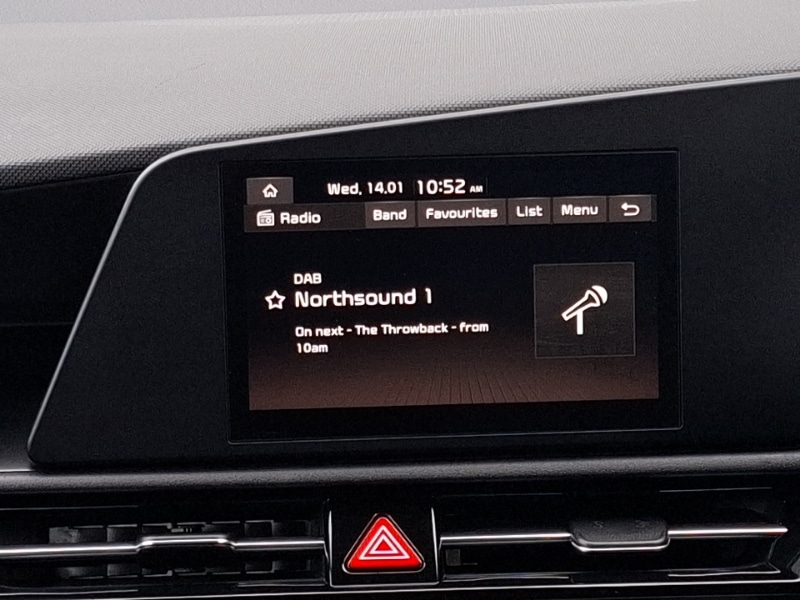 Wed, 14.01 10:52 AM
Radio Band Favourites List Menu
DAB
Northsound 1
On next - The Throwback - from
10am